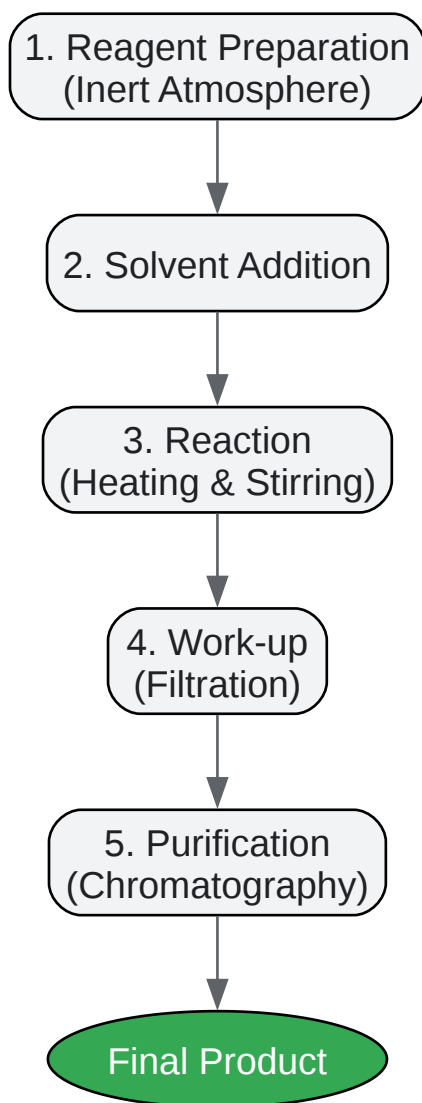 1. Reagent Preparation
(Inert Atmosphere)
2. Solvent Addition
3. Reaction
(Heating & Stirring)
4. Work-up
(Filtration)
5. Purification
(Chromatography)
Final Product